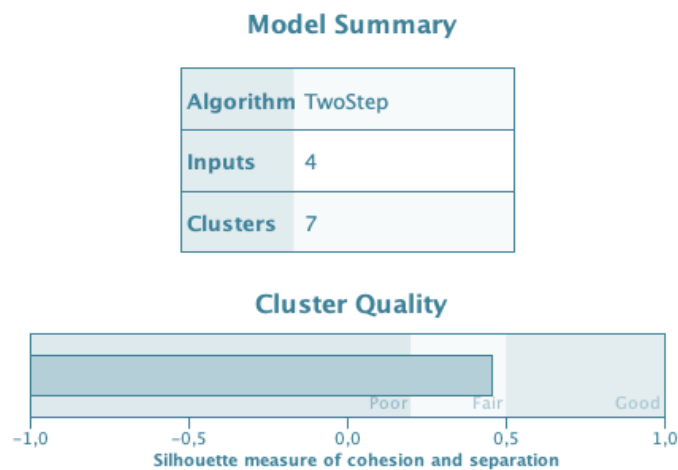 Model Summary
Algorithm TwoStep
Inputs 4
Clusters 7
Cluster Quality
Poor Fair Good
-1,0 -0,5 0,0 0,5 1,0
Silhouette measure of cohesion and separation